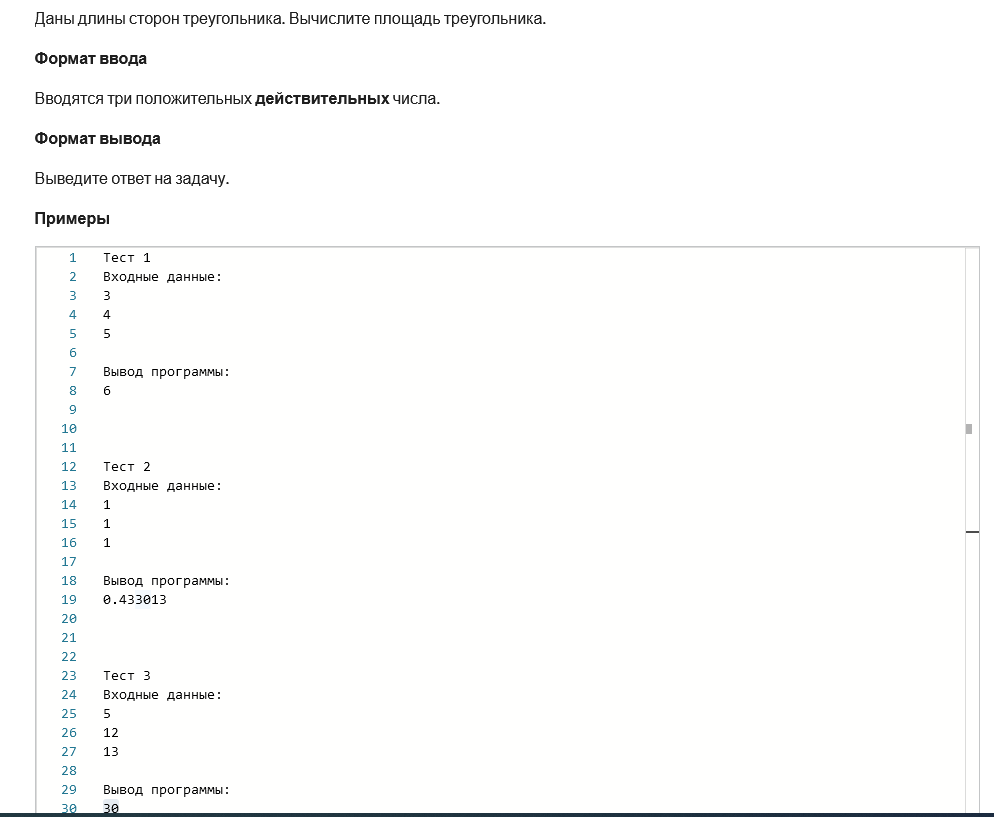 Даны длины сторон треугольника. Вычислите площадь треугольника.
Формат ввода
Вводятся три положительных действительных числа.
Формат вывода
Выведите ответ на задачу.
Примеры
1 Тест 1
2 Входные данные:
3 3
4 4
5 5
6
7 Вывод программы:
8 6
9
10
11
12 Тест 2
13 Входные данные:
14 1
15 1
16 1
17
18 Вывод программы:
19 0.433013
20
21
22
23 Тест 3
24 Входные данные:
25 5
26 12
27 13
28
29 Вывод программы:
30 30